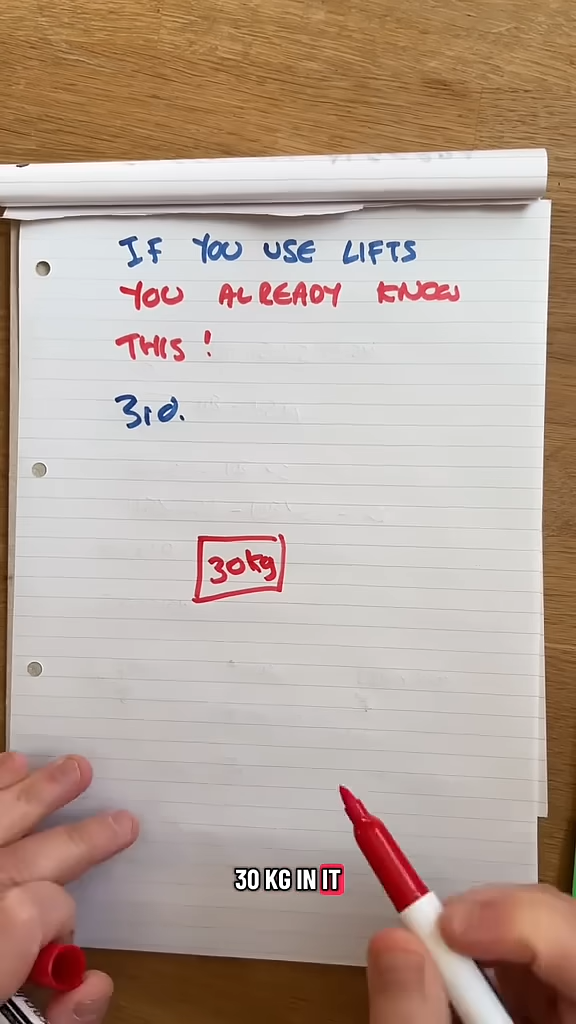 IF YOU USE LIFTS
YOU ALREADY KNOW
THIS!
3rd.
30kg
30 KG IN IT